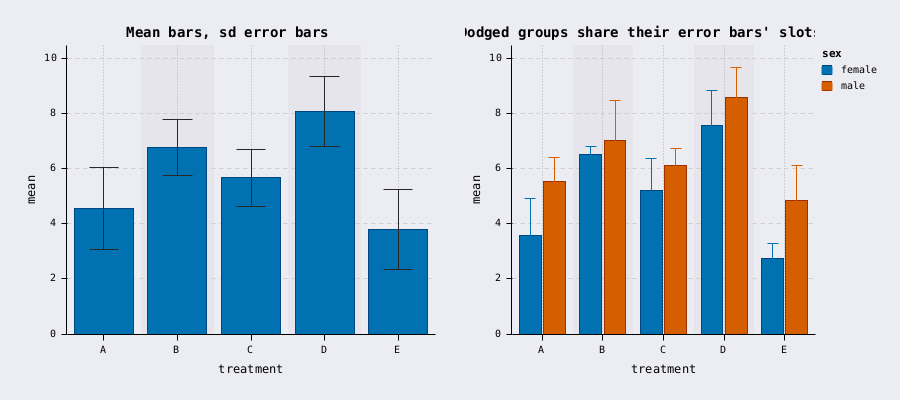 Mean bars, sd error bars
10
8
6
4
2
0
mean
A B C D E
treatment
Dodged groups share their error bars' slots
10
8
6
4
2
0
mean
A B C D E
treatment
sex
female
male